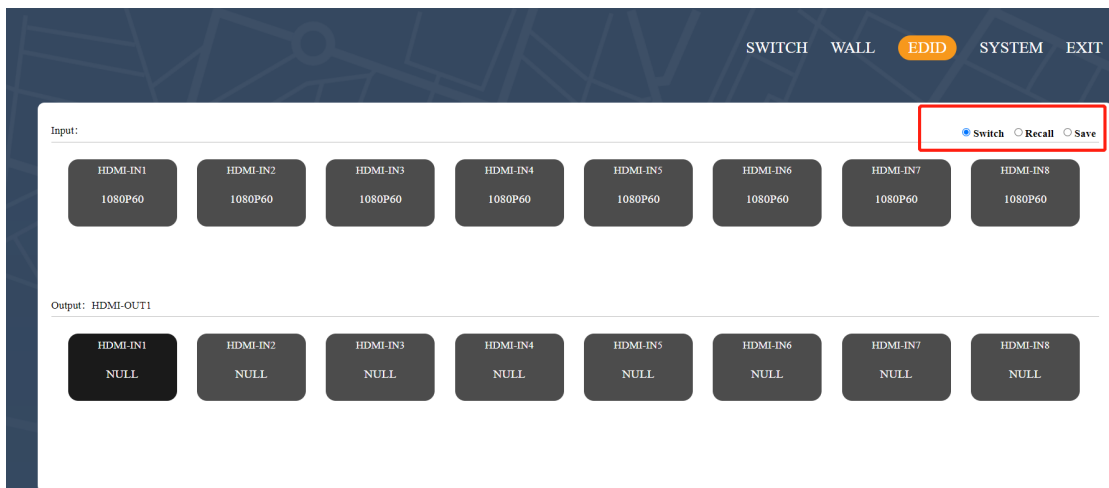 SWITCH WALL EDID SYSTEM EXIT
Input: Switch Recall Save
HDMI-IN1 HDMI-IN2 HDMI-IN3 HDMI-IN4 HDMI-IN5 HDMI-IN6 HDMI-IN7 HDMI-IN8
1080P60 1080P60 1080P60 1080P60 1080P60 1080P60 1080P60 1080P60
Output: HDMI-OUT1
HDMI-IN1 HDMI-IN2 HDMI-IN3 HDMI-IN4 HDMI-IN5 HDMI-IN6 HDMI-IN7 HDMI-IN8
NULL NULL NULL NULL NULL NULL NULL NULL